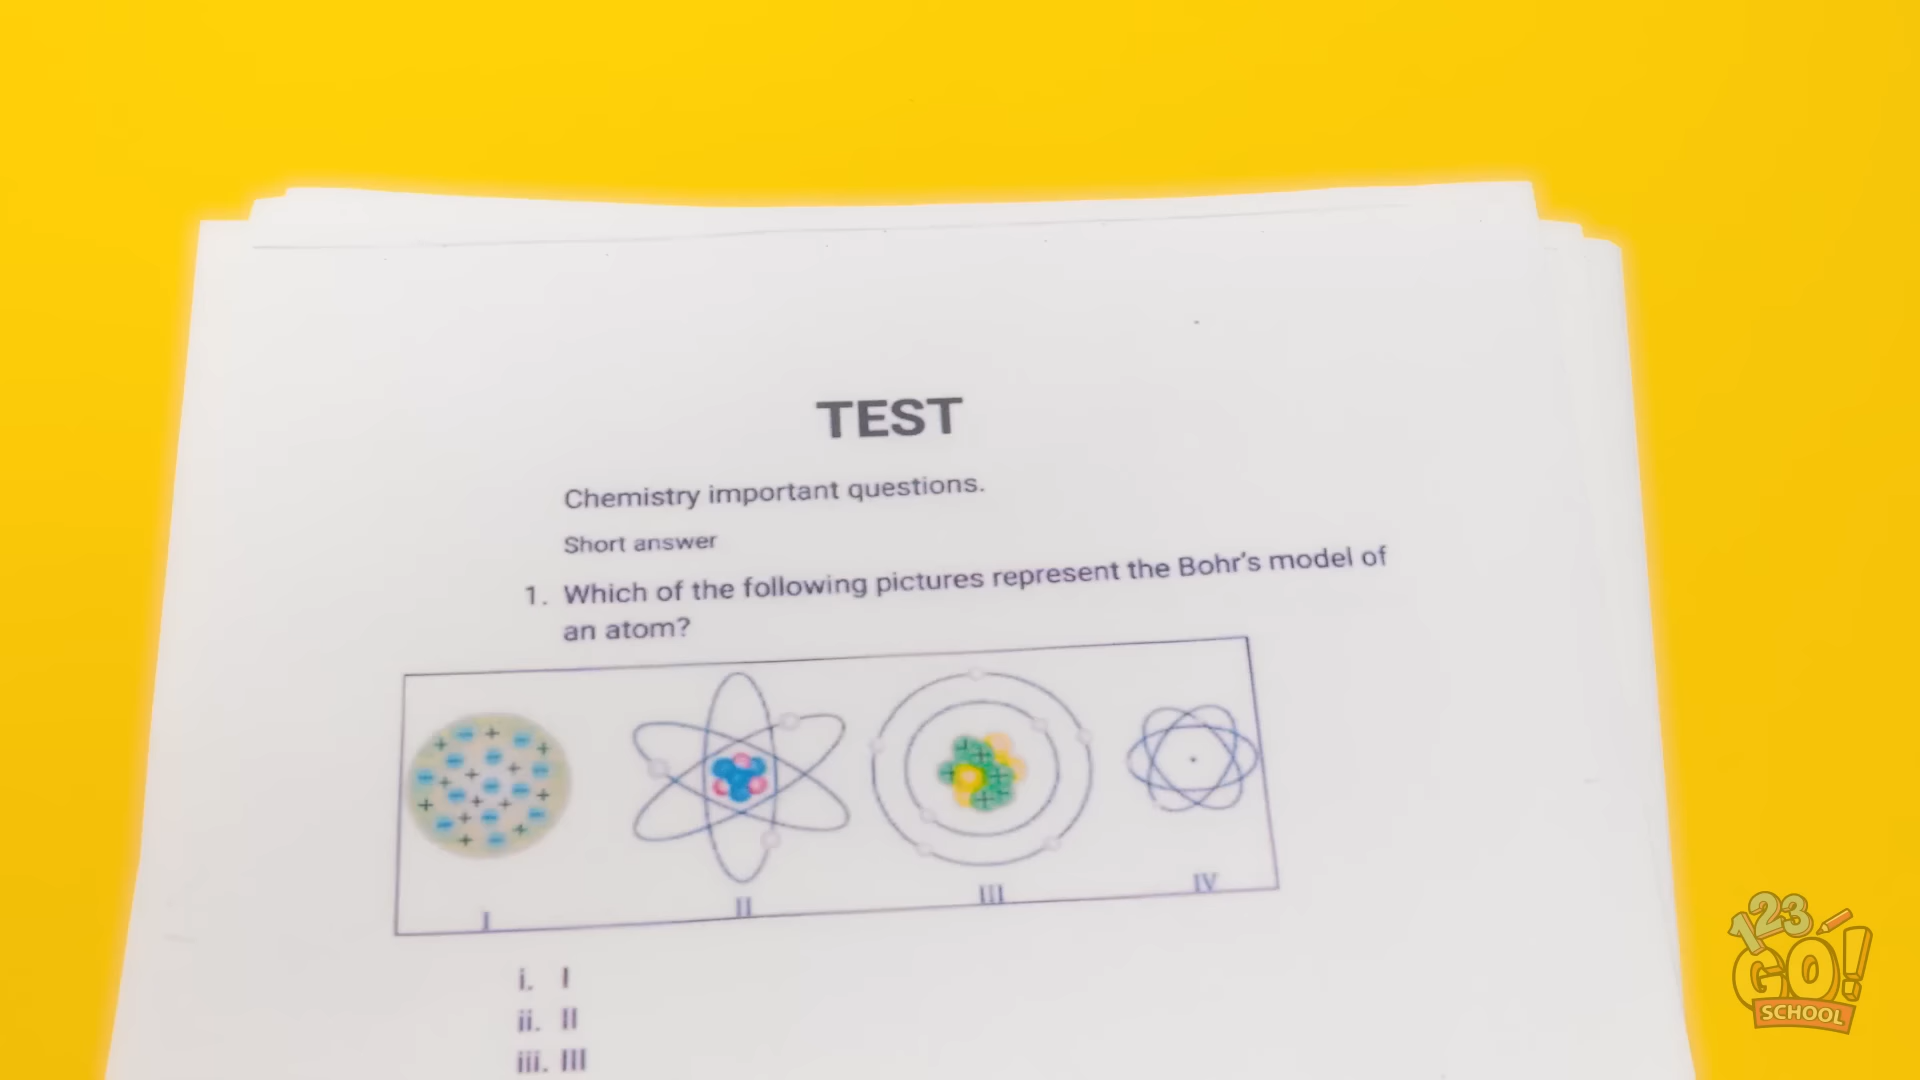 TEST
Chemistry important questions.
Short answer
1. Which of the following pictures represent the Bohr's model of
an atom?
I II III IV
i. I
ii. II
iii. III
123
GO!
SCHOOL